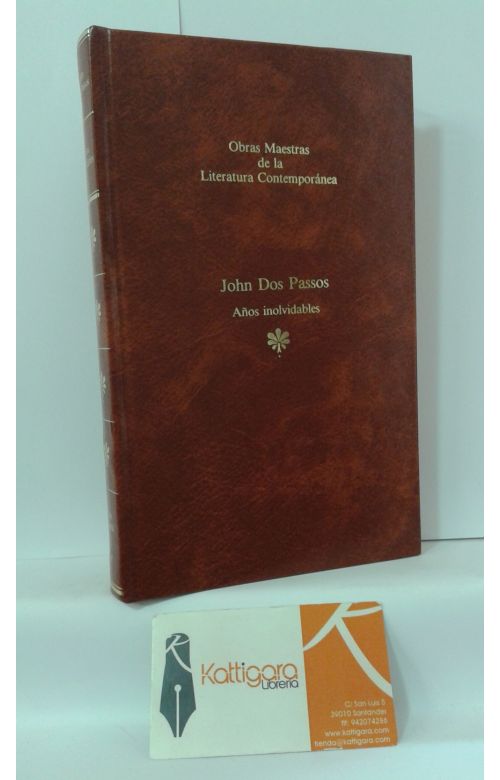 Obras Maestras
de la
Literatura Contemporánea
John Dos Passos
Años inolvidables
Kattigara
Librería
C/ San Luis 5
39010 Santander
tlf: 942074286
www.kattigara.com
tienda@kattigara.com